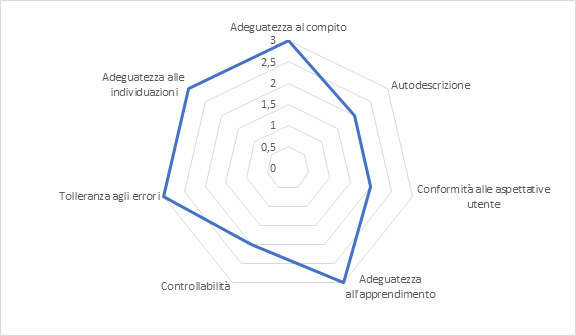 Adeguatezza al compito
3
2,5
2
1,5
1
0,5
0
Autodescrizione
Conformità alle aspettative
utente
Adeguatezza
all'apprendimento
Controllabilità
Tolleranza agli errori
Adeguatezza alle
individuazioni